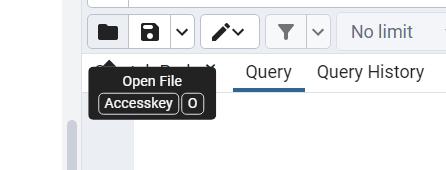 No limit
Query
Query History
Open File
Accesskey O